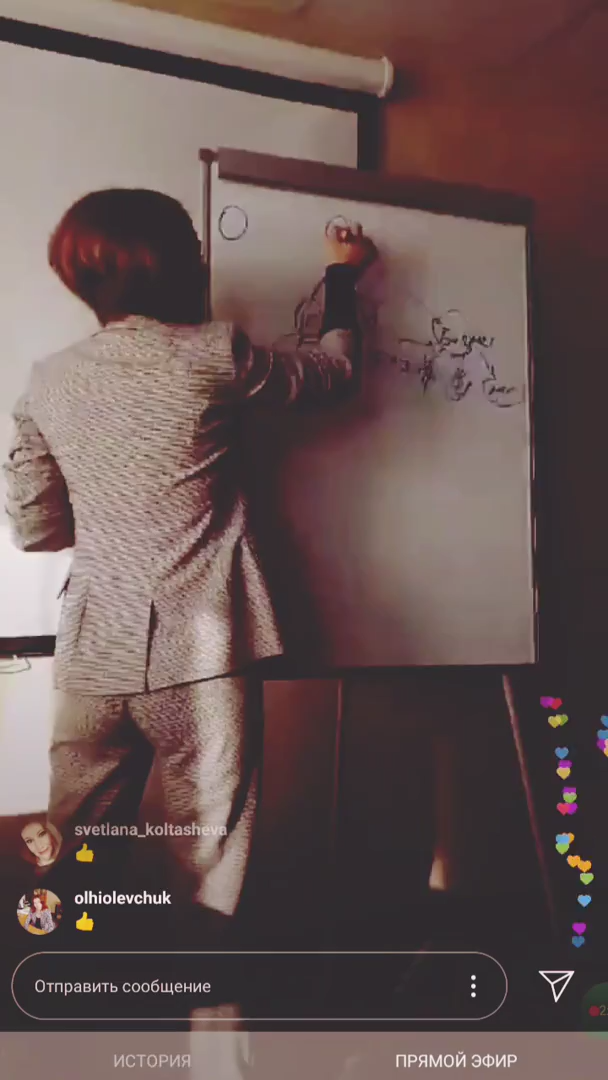 svetlana_koltasheva
👍
olhiolevchuk
👍
Отправить сообщение
ИСТОРИЯ
ПРЯМОЙ ЭФИР